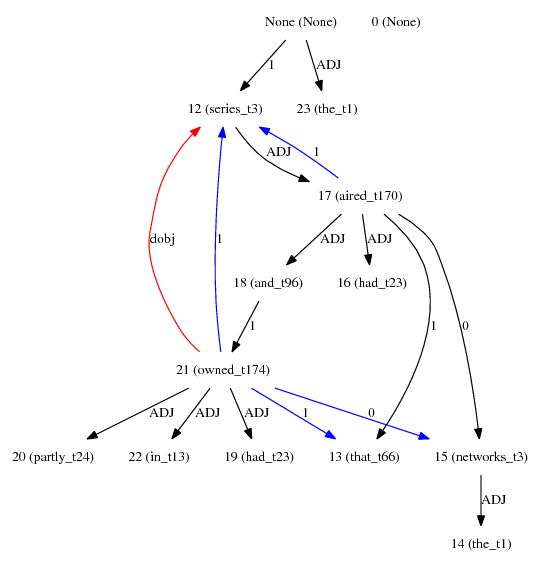 None (None) 0 (None)
1 ADJ
12 (series_t3) 23 (the_t1)
ADJ 1
17 (aired_t170)
dobj 1 ADJ ADJ
18 (and_t96) 16 (had_t23)
1 1 0
21 (owned_t174)
ADJ ADJ ADJ 1 0
20 (partly_t24) 22 (in_t13) 19 (had_t23) 13 (that_t66) 15 (networks_t3)
ADJ
14 (the_t1)